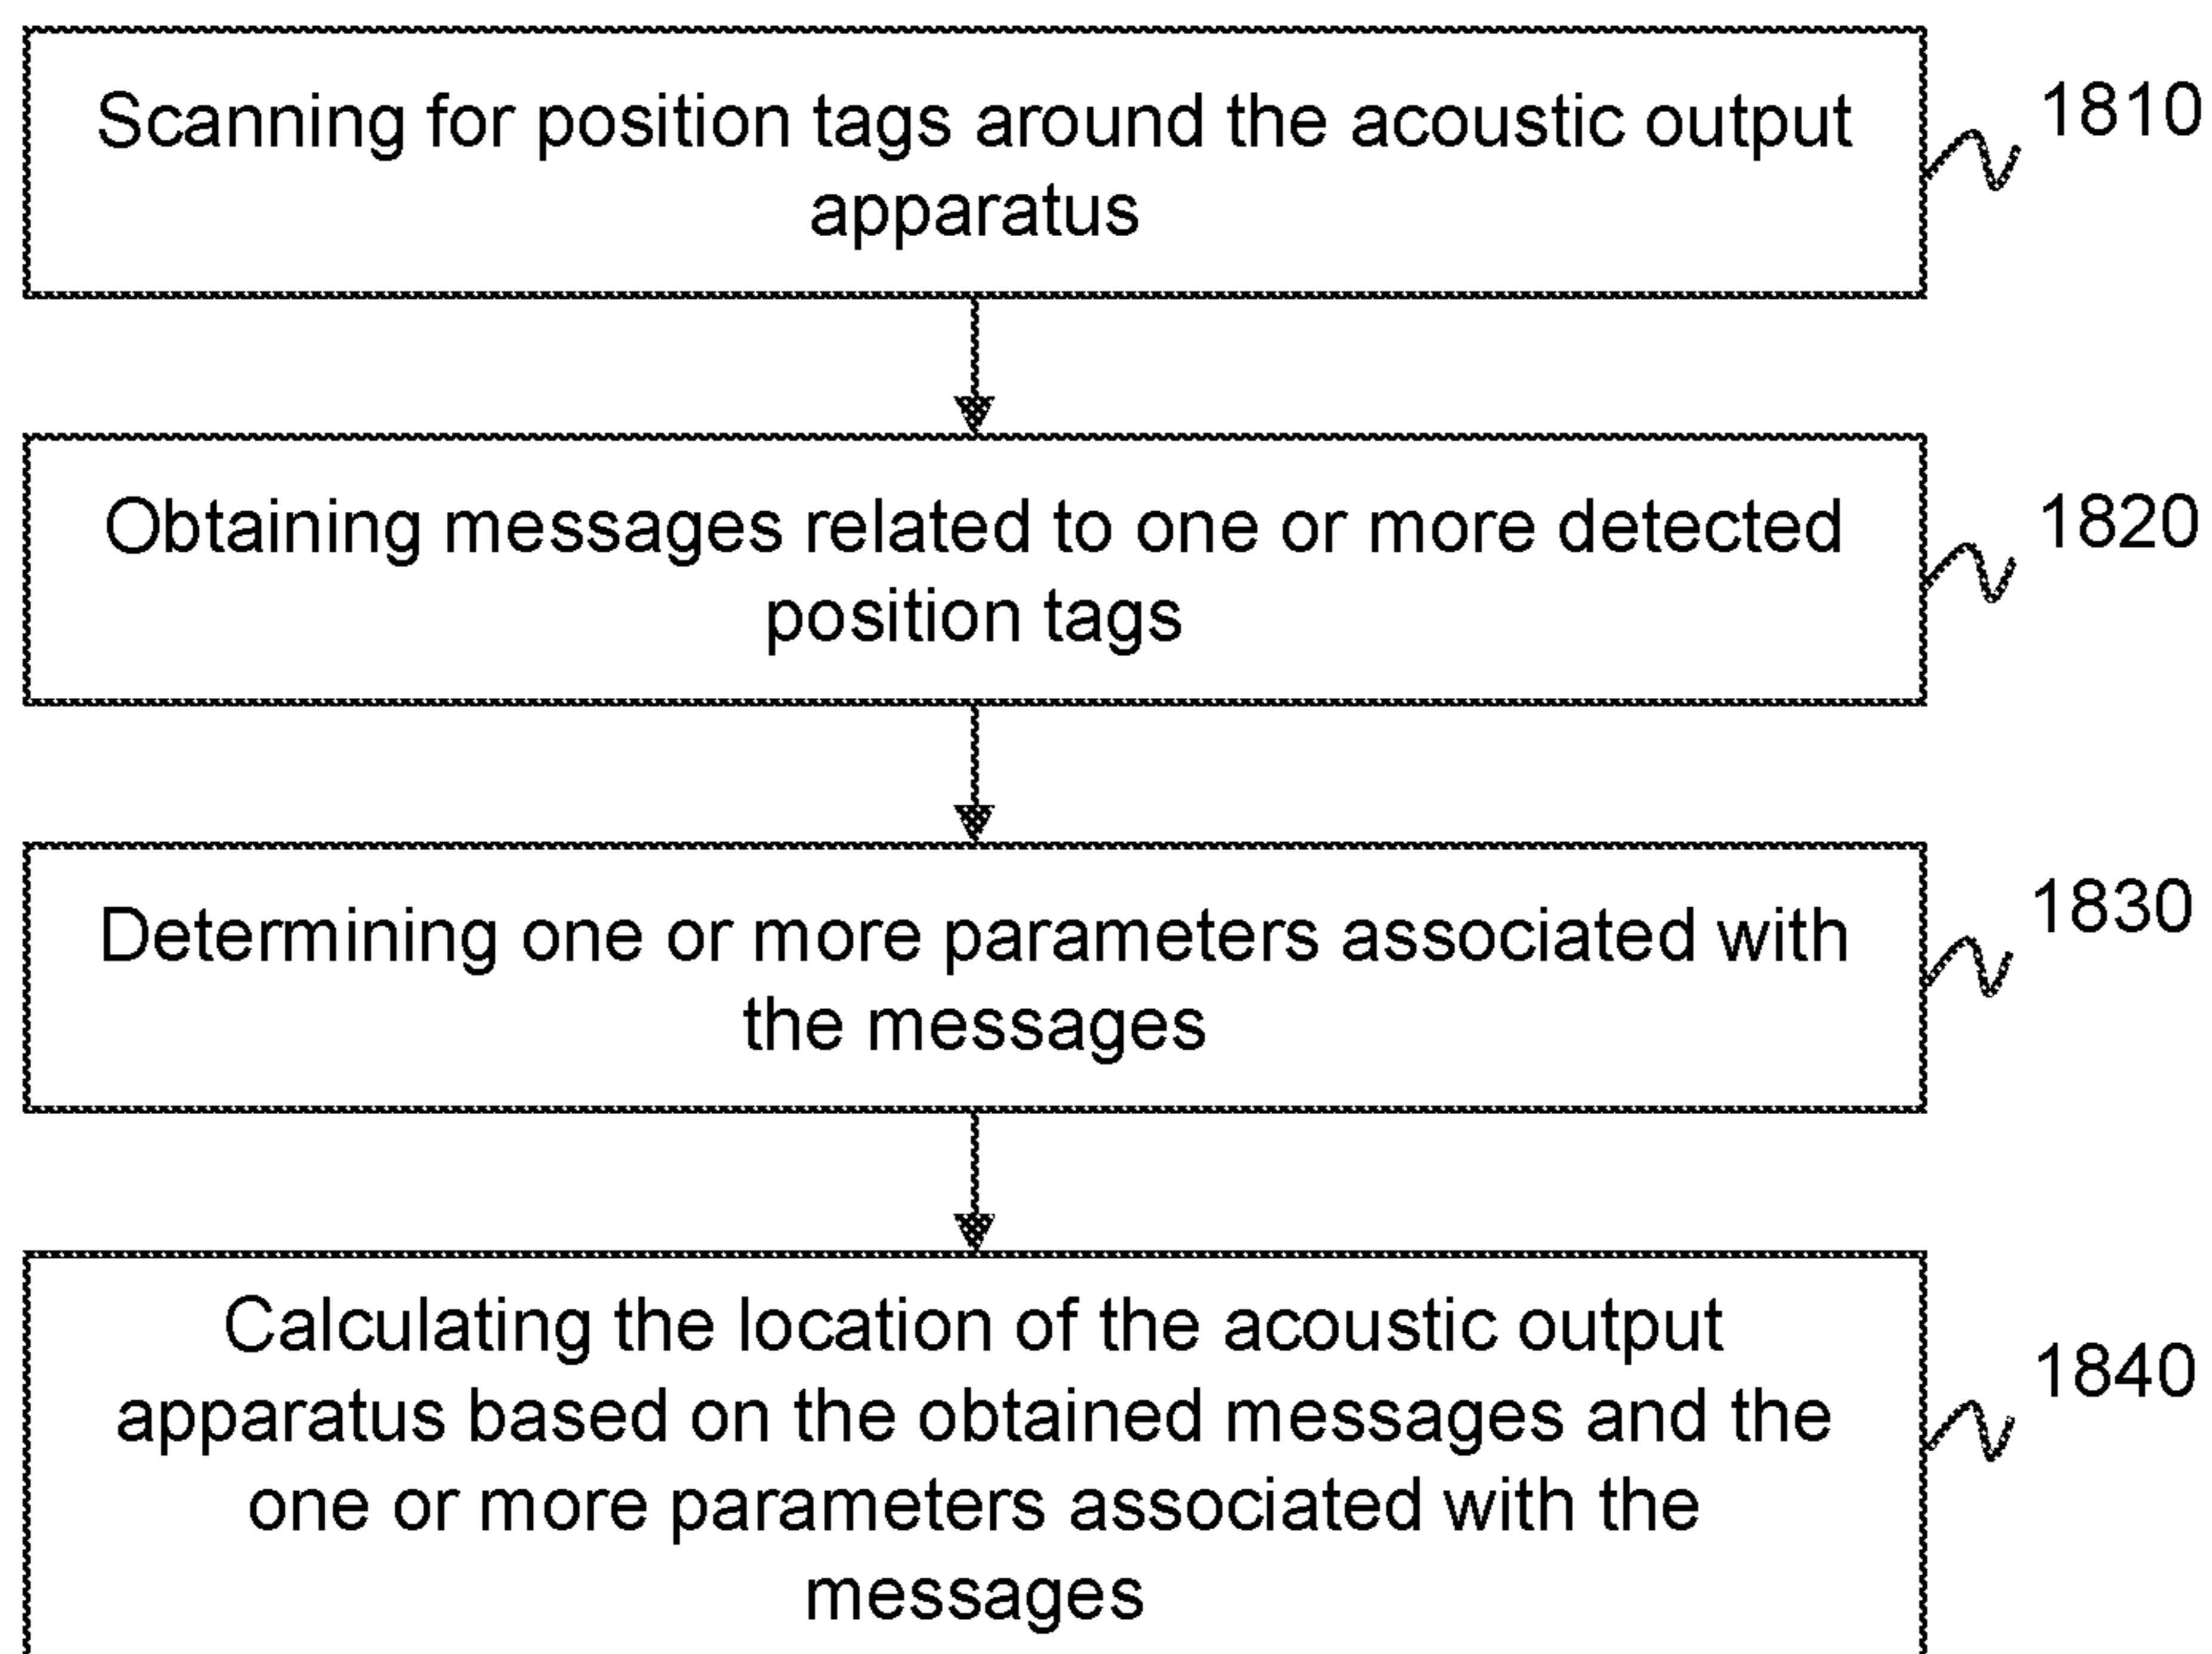 Scanning for position tags around the acoustic output
apparatus
1810
Obtaining messages related to one or more detected
position tags
1820
Determining one or more parameters associated with
the messages
1830
Calculating the location of the acoustic output
apparatus based on the obtained messages and the
one or more parameters associated with the
messages
1840